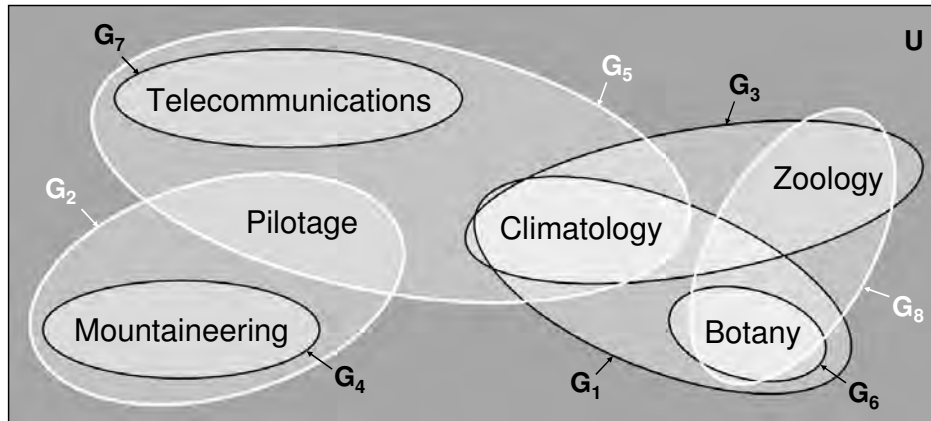 G₇
U
G₅
Telecommunications
G₃
Zoology
G₂
Pilotage
Climatology
G₈
Mountaineering
Botany
G₄
G₁
G₆